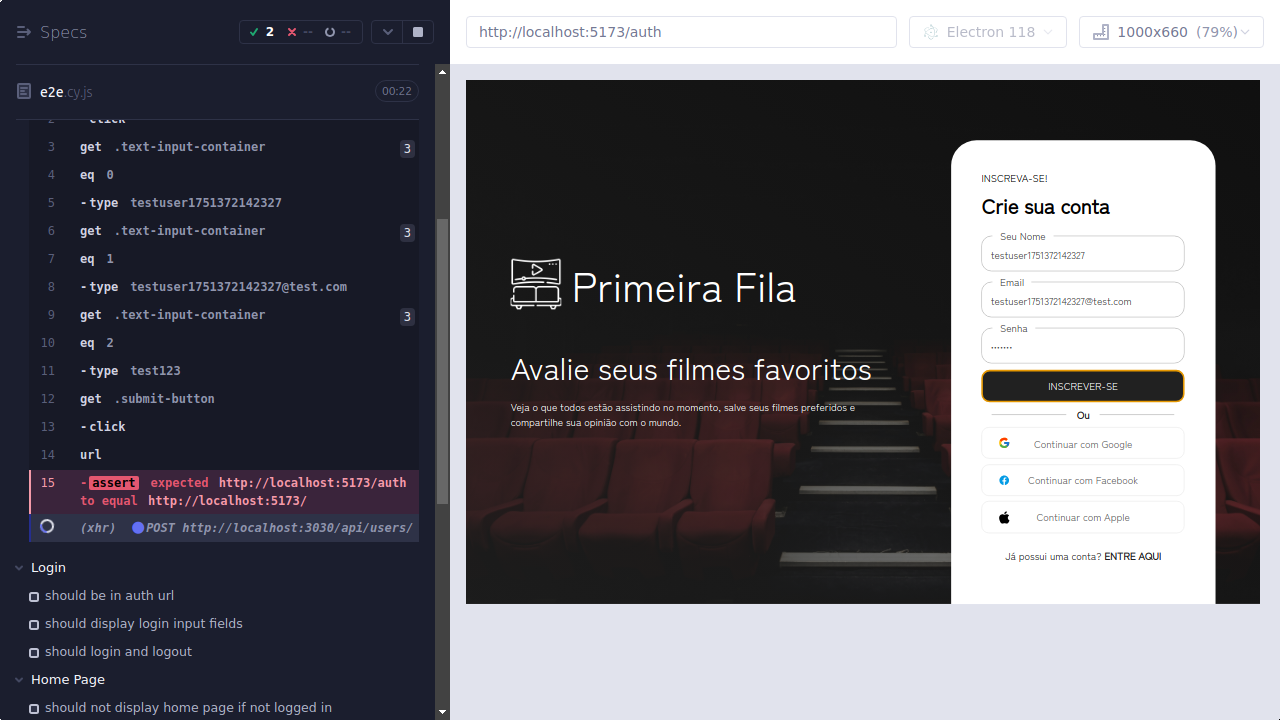 Specs
2
--
--
http://localhost:5173/auth
Electron 118
1000x660 (79%)
e2e.cy.js
00:22
2 -click
3 get .text-input-container 3
4 eq 0
5 -type testuser1751372142327
6 get .text-input-container 3
7 eq 1
8 -type testuser1751372142327@test.com
9 get .text-input-container 3
10 eq 2
11 -type test123
12 get .submit-button
13 -click
14 url
15 -assert expected http://localhost:5173/auth
to equal http://localhost:5173/
(xhr) POST http://localhost:3030/api/users/
Login
should be in auth url
should display login input fields
should login and logout
Home Page
should not display home page if not logged in
Primeira Fila
Avalie seus filmes favoritos
Veja o que todos estão assistindo no momento, salve seus filmes preferidos e
compartilhe sua opinião com o mundo.
INSCREVA-SE!
Crie sua conta
Seu Nome
testuser1751372142327
Email
testuser1751372142327@test.com
Senha
•••••••
INSCREVER-SE
Ou
Continuar com Google
Continuar com Facebook
Continuar com Apple
Já possui uma conta? ENTRE AQUI